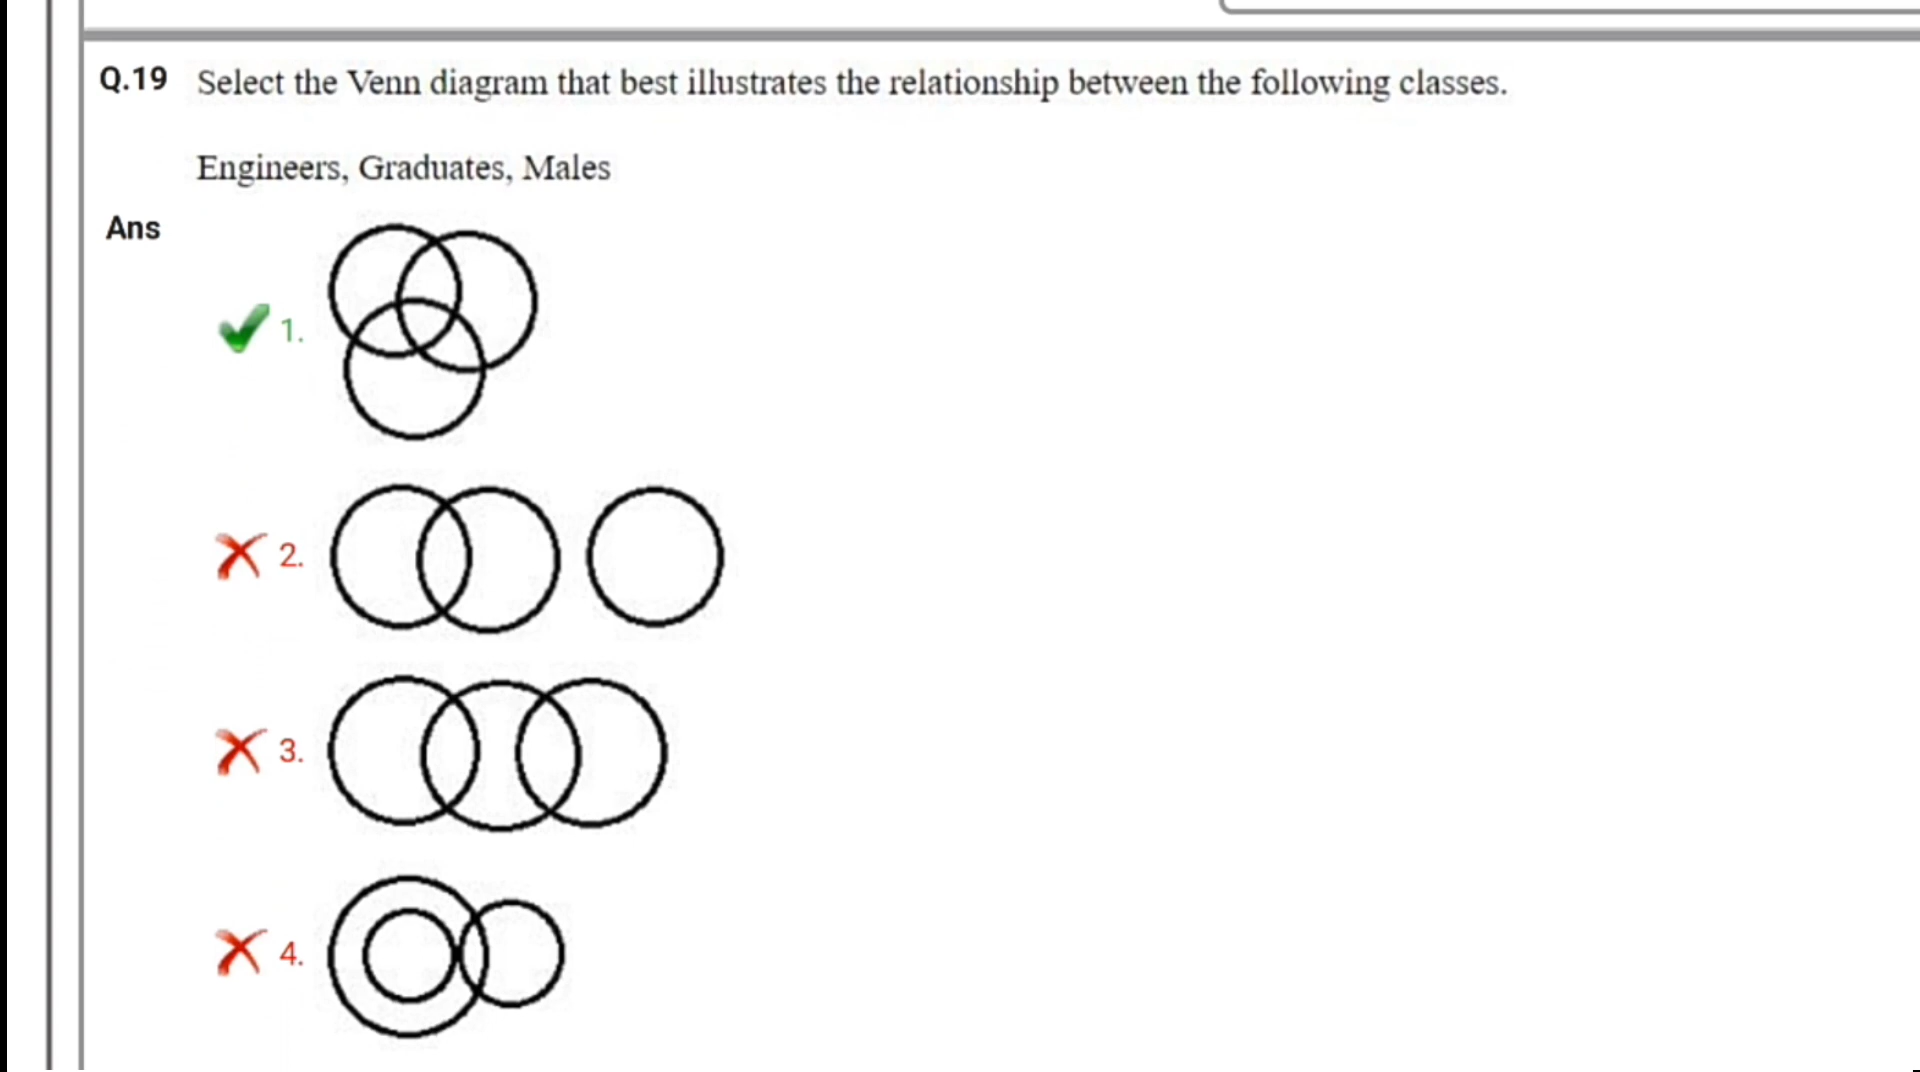 Q.19 Select the Venn diagram that best illustrates the relationship between the following classes.
Engineers, Graduates, Males
Ans
1.
2.
3.
4.